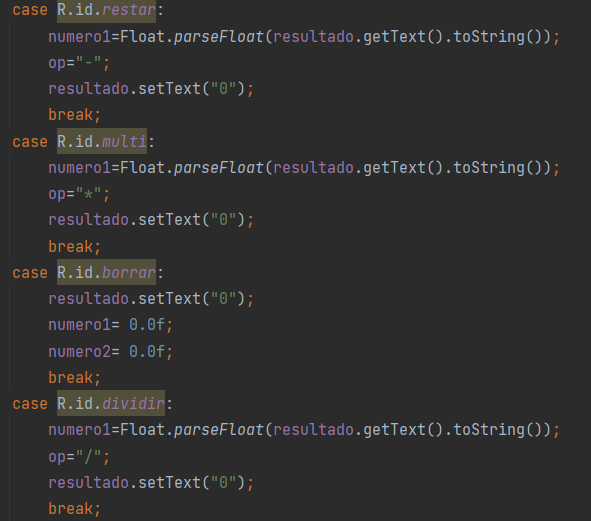 case R.id.restar:
numero1=Float.parseFloat(resultado.getText().toString());
op="-";
resultado.setText("0");
break;
case R.id.multi:
numero1=Float.parseFloat(resultado.getText().toString());
op="*";
resultado.setText("0");
break;
case R.id.borrar:
resultado.setText("0");
numero1= 0.0f;
numero2= 0.0f;
break;
case R.id.dividir:
numero1=Float.parseFloat(resultado.getText().toString());
op="/";
resultado.setText("0");
break;